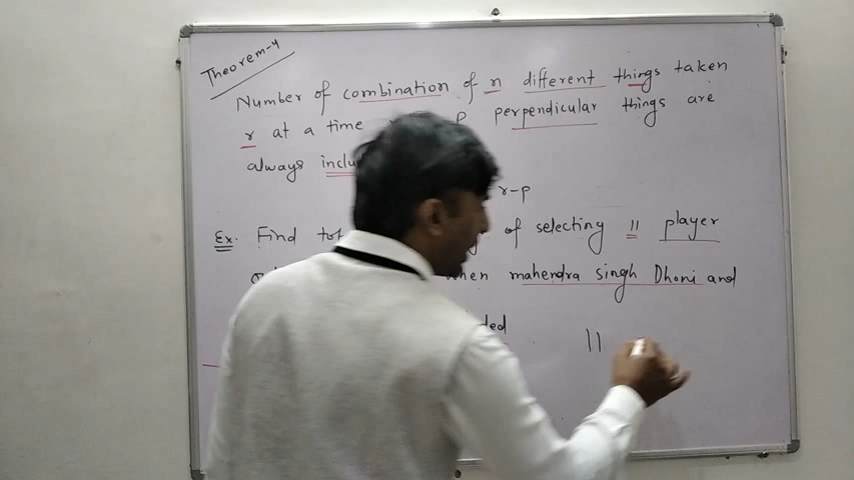 Theorem-4
Number of combination of n different things taken
r at a time P perpendicular things are
always inclu
r-p
Ex. Find tot of selecting 11 player
when mahendra singh Dhoni and
ded
11